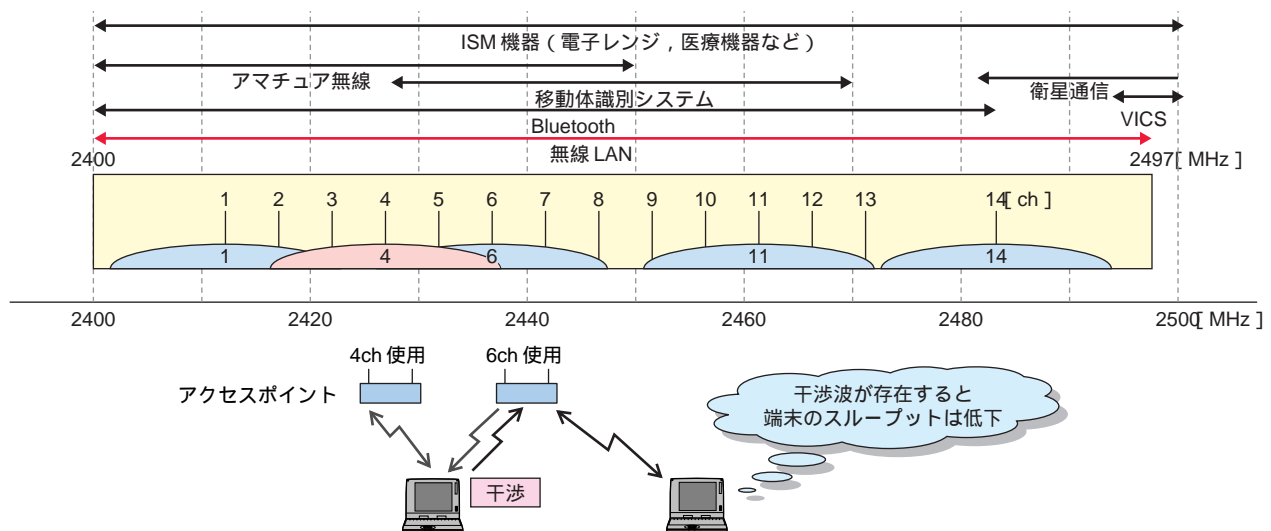 ISM 機器（電子レンジ，医療機器など）
アマチュア無線
移動体識別システム
衛星通信
Bluetooth
VICS
無線 LAN
2400
2497[ MHz ]
1 2 3 4 5 6 7 8 9 10 11 12 13 14[ ch ]
1 4 6 11 14
2400 2420 2440 2460 2480 2500[ MHz ]
4ch 使用 6ch 使用
アクセスポイント
干渉波が存在すると
端末のスループットは低下
干渉